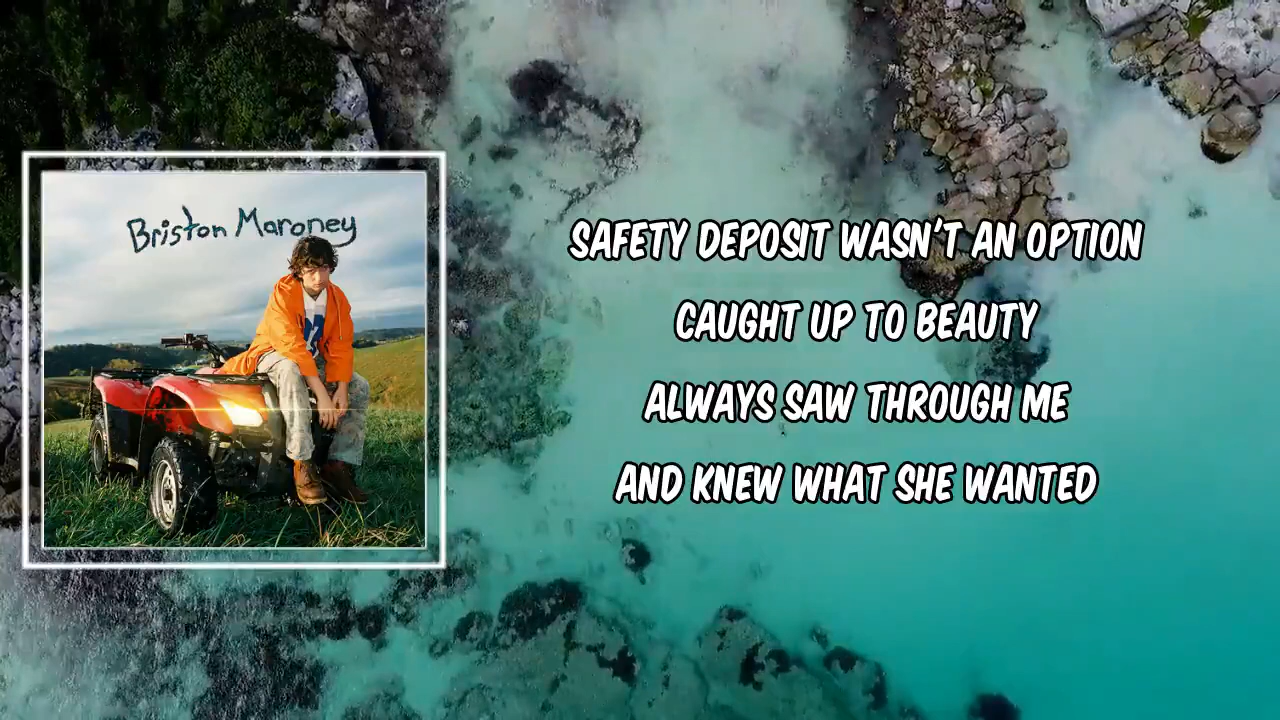 Briston Maroney
SAFETY DEPOSIT WASN'T AN OPTION
CAUGHT UP TO BEAUTY
ALWAYS SAW THROUGH ME
AND KNEW WHAT SHE WANTED